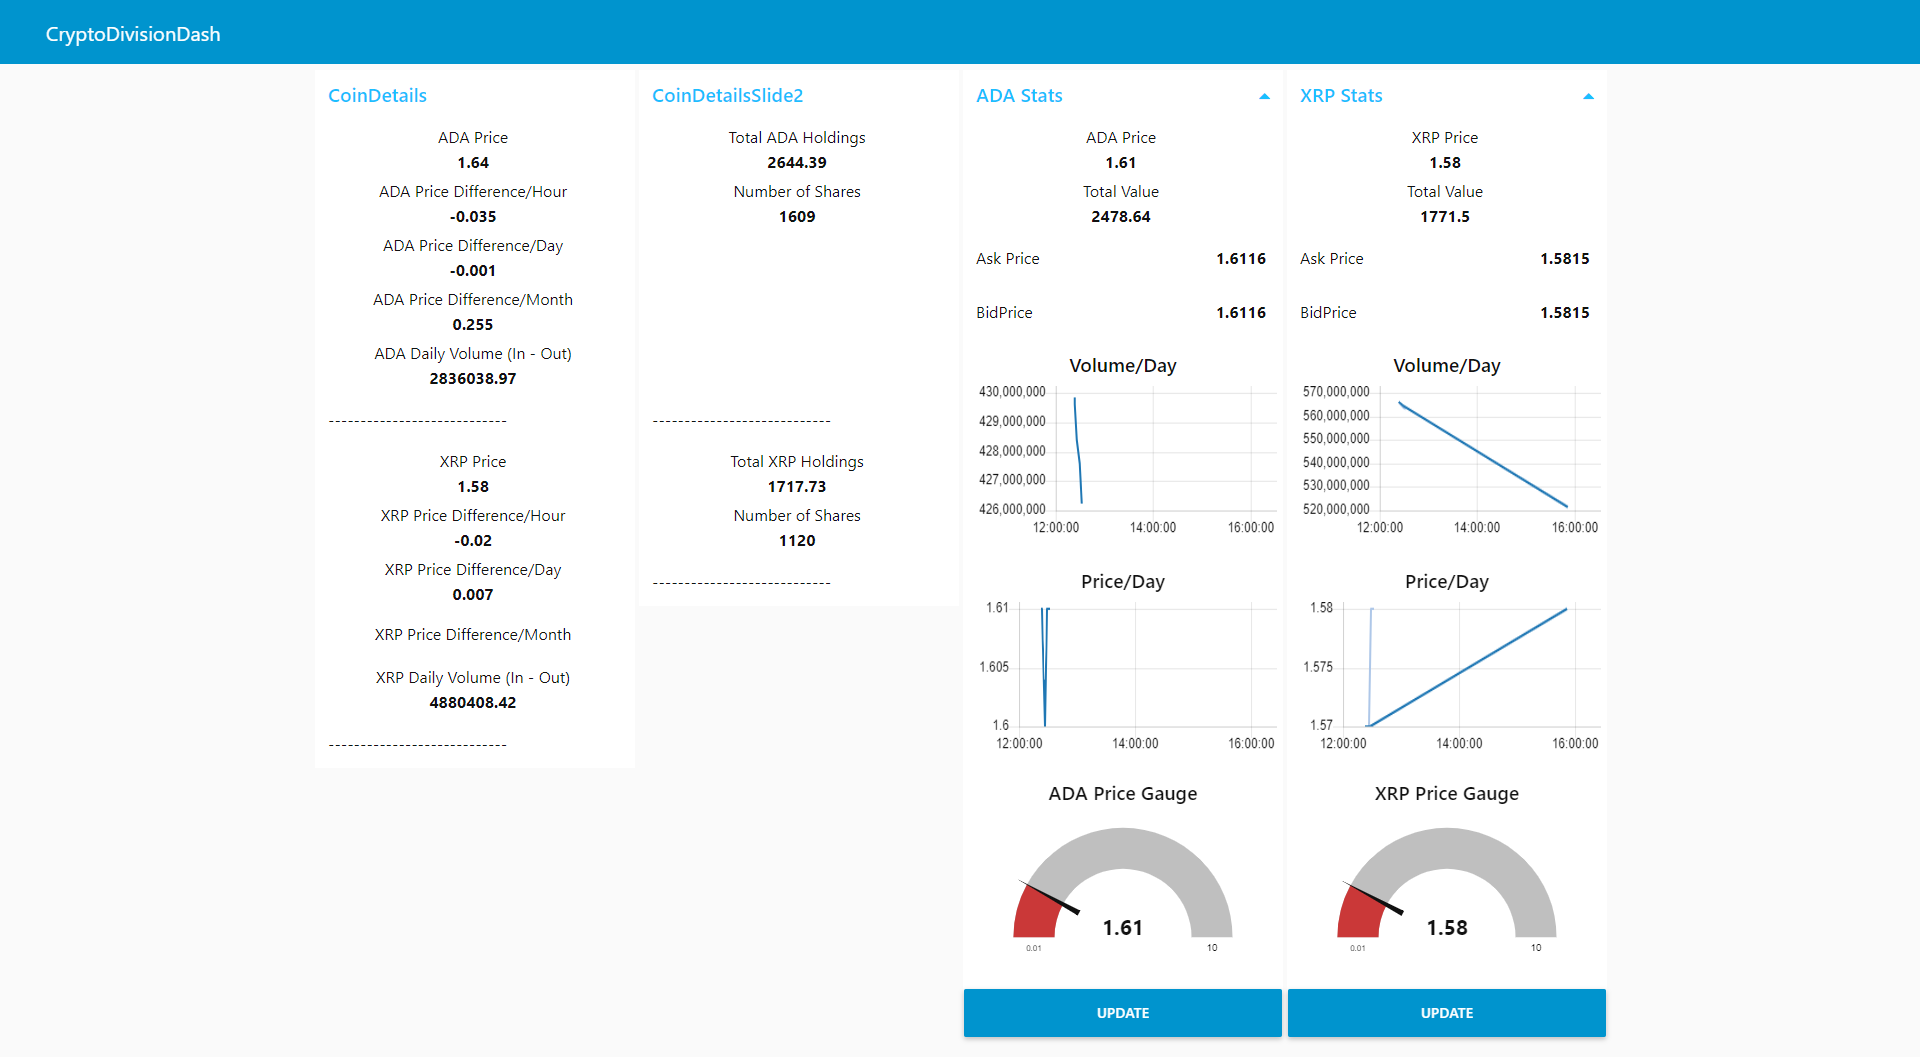 CryptoDivisionDash
CoinDetails
ADA Price
1.64
ADA Price Difference/Hour
-0.035
ADA Price Difference/Day
-0.001
ADA Price Difference/Month
0.255
ADA Daily Volume (In - Out)
2836038.97
----------------------------
XRP Price
1.58
XRP Price Difference/Hour
-0.02
XRP Price Difference/Day
0.007
XRP Price Difference/Month
XRP Daily Volume (In - Out)
4880408.42
----------------------------
CoinDetailsSlide2
Total ADA Holdings
2644.39
Number of Shares
1609
----------------------------
Total XRP Holdings
1717.73
Number of Shares
1120
----------------------------
ADA Stats
ADA Price
1.61
Total Value
2478.64
Ask Price 1.6116
BidPrice 1.6116
Volume/Day
430,000,000
429,000,000
428,000,000
427,000,000
426,000,000
12:00:00 14:00:00 16:00:00
Price/Day
1.61
1.605
1.6
12:00:00 14:00:00 16:00:00
ADA Price Gauge
1.61
0.01 10
UPDATE
XRP Stats
XRP Price
1.58
Total Value
1771.5
Ask Price 1.5815
BidPrice 1.5815
Volume/Day
570,000,000
560,000,000
550,000,000
540,000,000
530,000,000
520,000,000
12:00:00 14:00:00 16:00:00
Price/Day
1.58
1.575
1.57
12:00:00 14:00:00 16:00:00
XRP Price Gauge
1.58
0.01 10
UPDATE